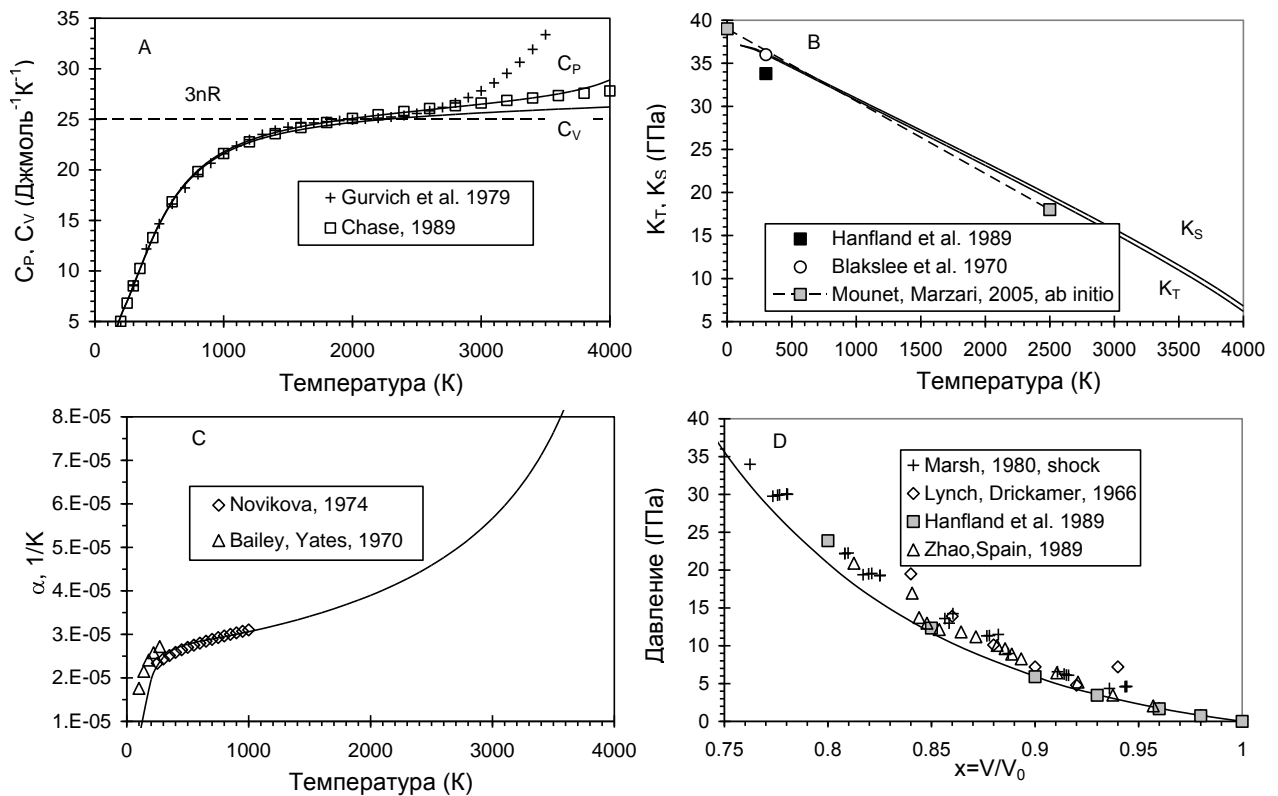 35
30
25
20
15
10
5
C_P, C_V (Джмоль⁻¹К⁻¹)
A
3nR
C_P
C_V
+ Gurvich et al. 1979
□ Chase, 1989
0 1000 2000 3000 4000
Температура (К)
40
35
30
25
20
15
10
5
K_T, K_S (ГПа)
B
K_S
K_T
Hanfland et al. 1989
Blakslee et al. 1970
Mounet, Marzari, 2005, ab initio
0 500 1000 1500 2000 2500 3000 3500 4000
Температура (К)
8.E-05
7.E-05
6.E-05
5.E-05
4.E-05
3.E-05
2.E-05
1.E-05
α, 1/K
C
Novikova, 1974
Bailey, Yates, 1970
0 1000 2000 3000 4000
Температура (К)
40
35
30
25
20
15
10
5
0
Давление (ГПа)
D
+ Marsh, 1980, shock
Lynch, Drickamer, 1966
Hanfland et al. 1989
Zhao,Spain, 1989
0.75 0.8 0.85 0.9 0.95 1
x=V/V₀